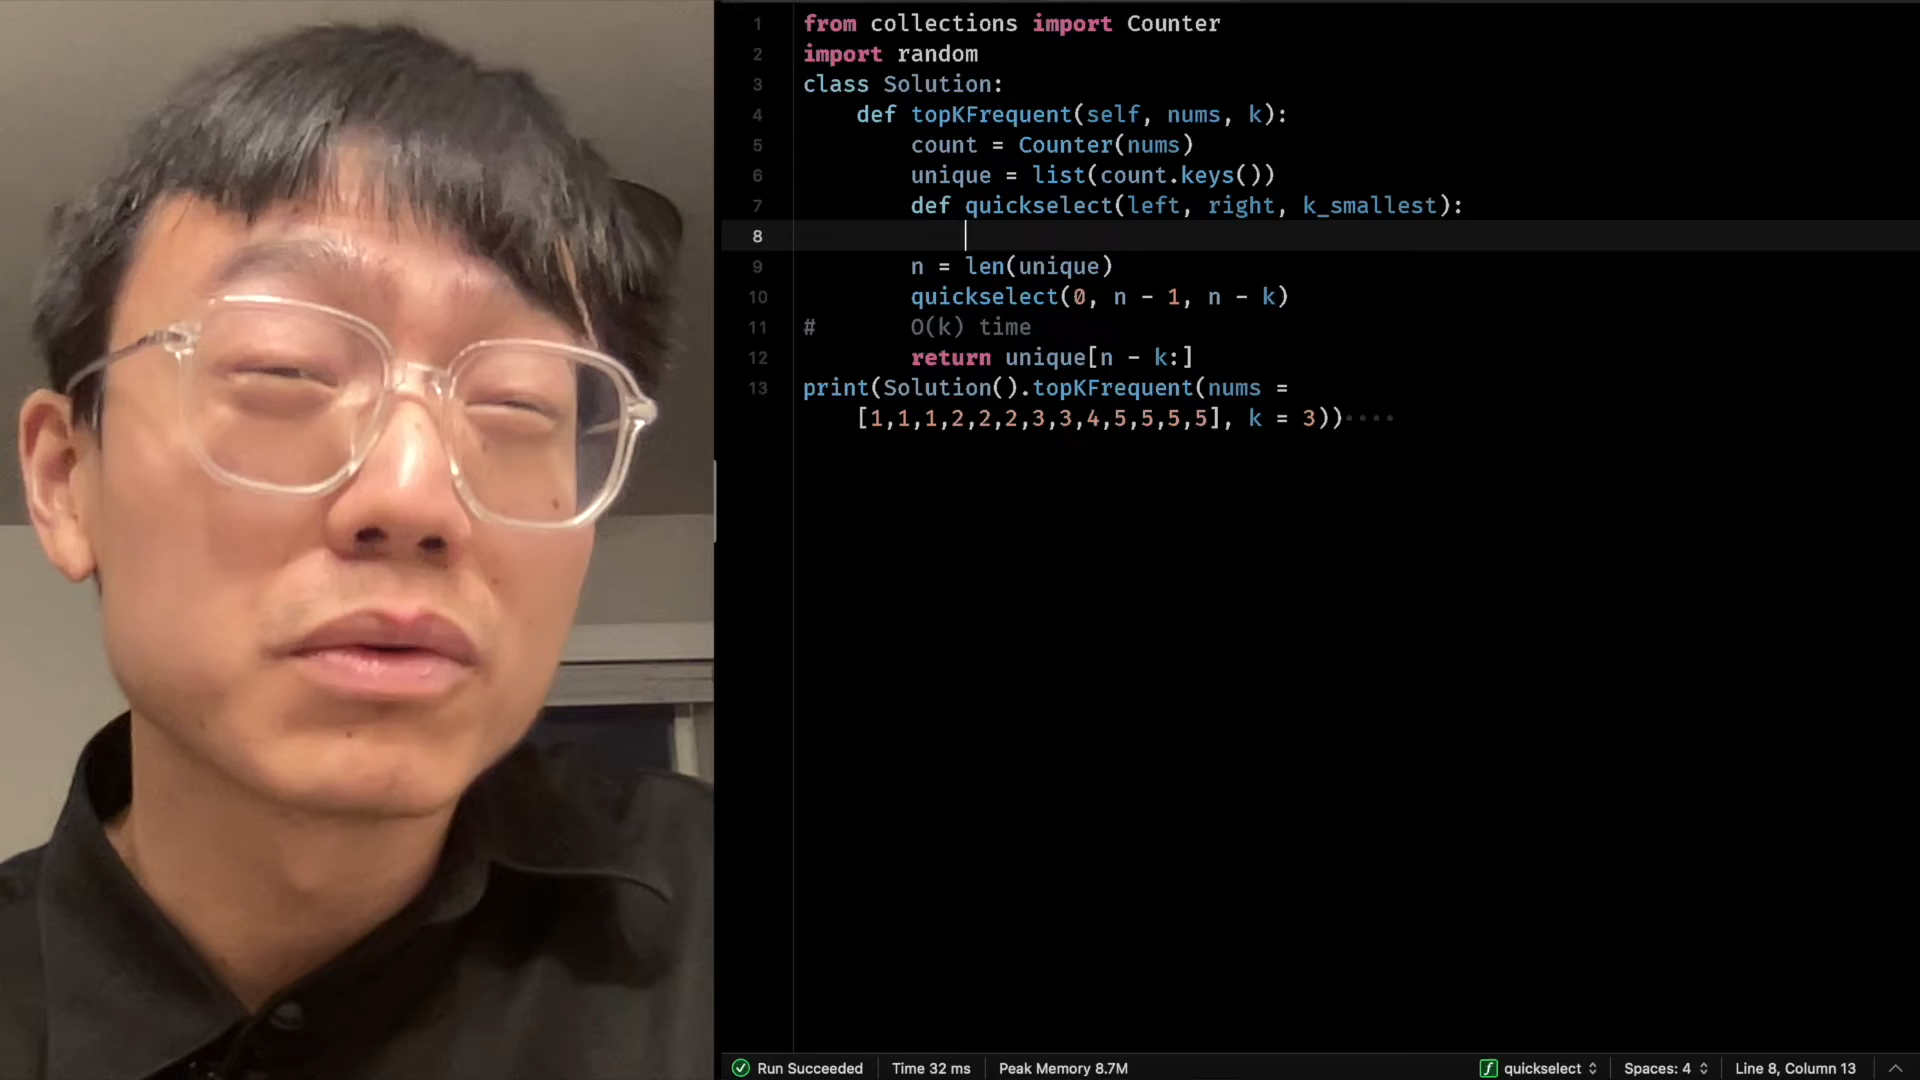 1 from collections import Counter
2 import random
3 class Solution:
4     def topKFrequent(self, nums, k):
5         count = Counter(nums)
6         unique = list(count.keys())
7         def quickselect(left, right, k_smallest):
8
9         n = len(unique)
10         quickselect(0, n - 1, n - k)
11 #       O(k) time
12         return unique[n - k:]
13 print(Solution().topKFrequent(nums =
    [1,1,1,2,2,2,3,3,4,5,5,5,5], k = 3))····
Run Succeeded Time 32 ms Peak Memory 8.7M f quickselect Spaces: 4 Line 8, Column 13